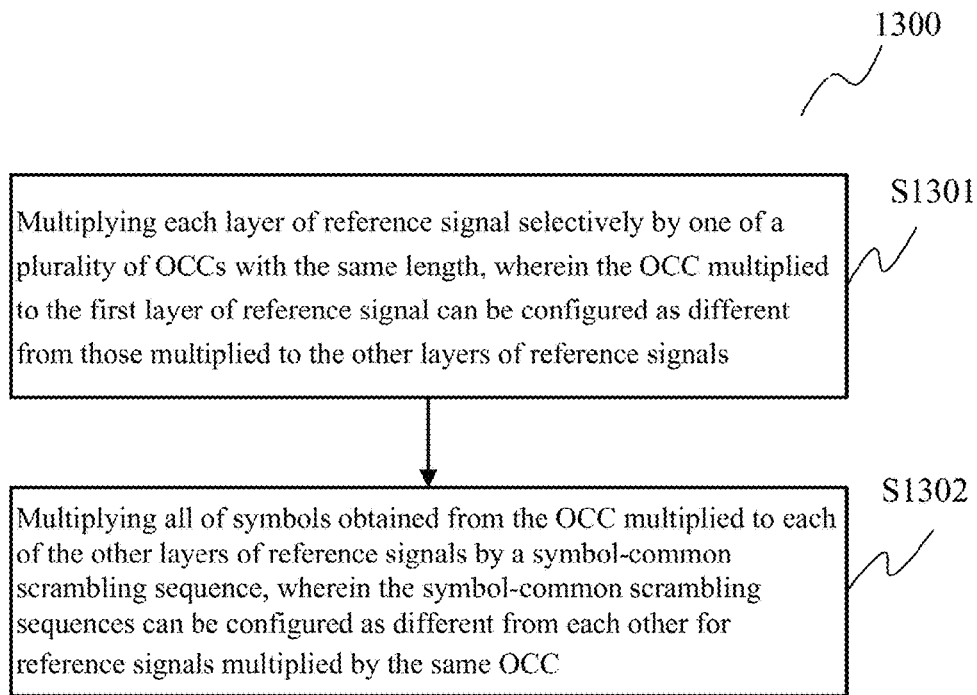 1300
S1301
Multiplying each layer of reference signal selectively by one of a
plurality of OCCs with the same length, wherein the OCC multiplied
to the first layer of reference signal can be configured as different
from those multiplied to the other layers of reference signals
S1302
Multiplying all of symbols obtained from the OCC multiplied to each
of the other layers of reference signals by a symbol-common
scrambling sequence, wherein the symbol-common scrambling
sequences can be configured as different from each other for
reference signals multiplied by the same OCC